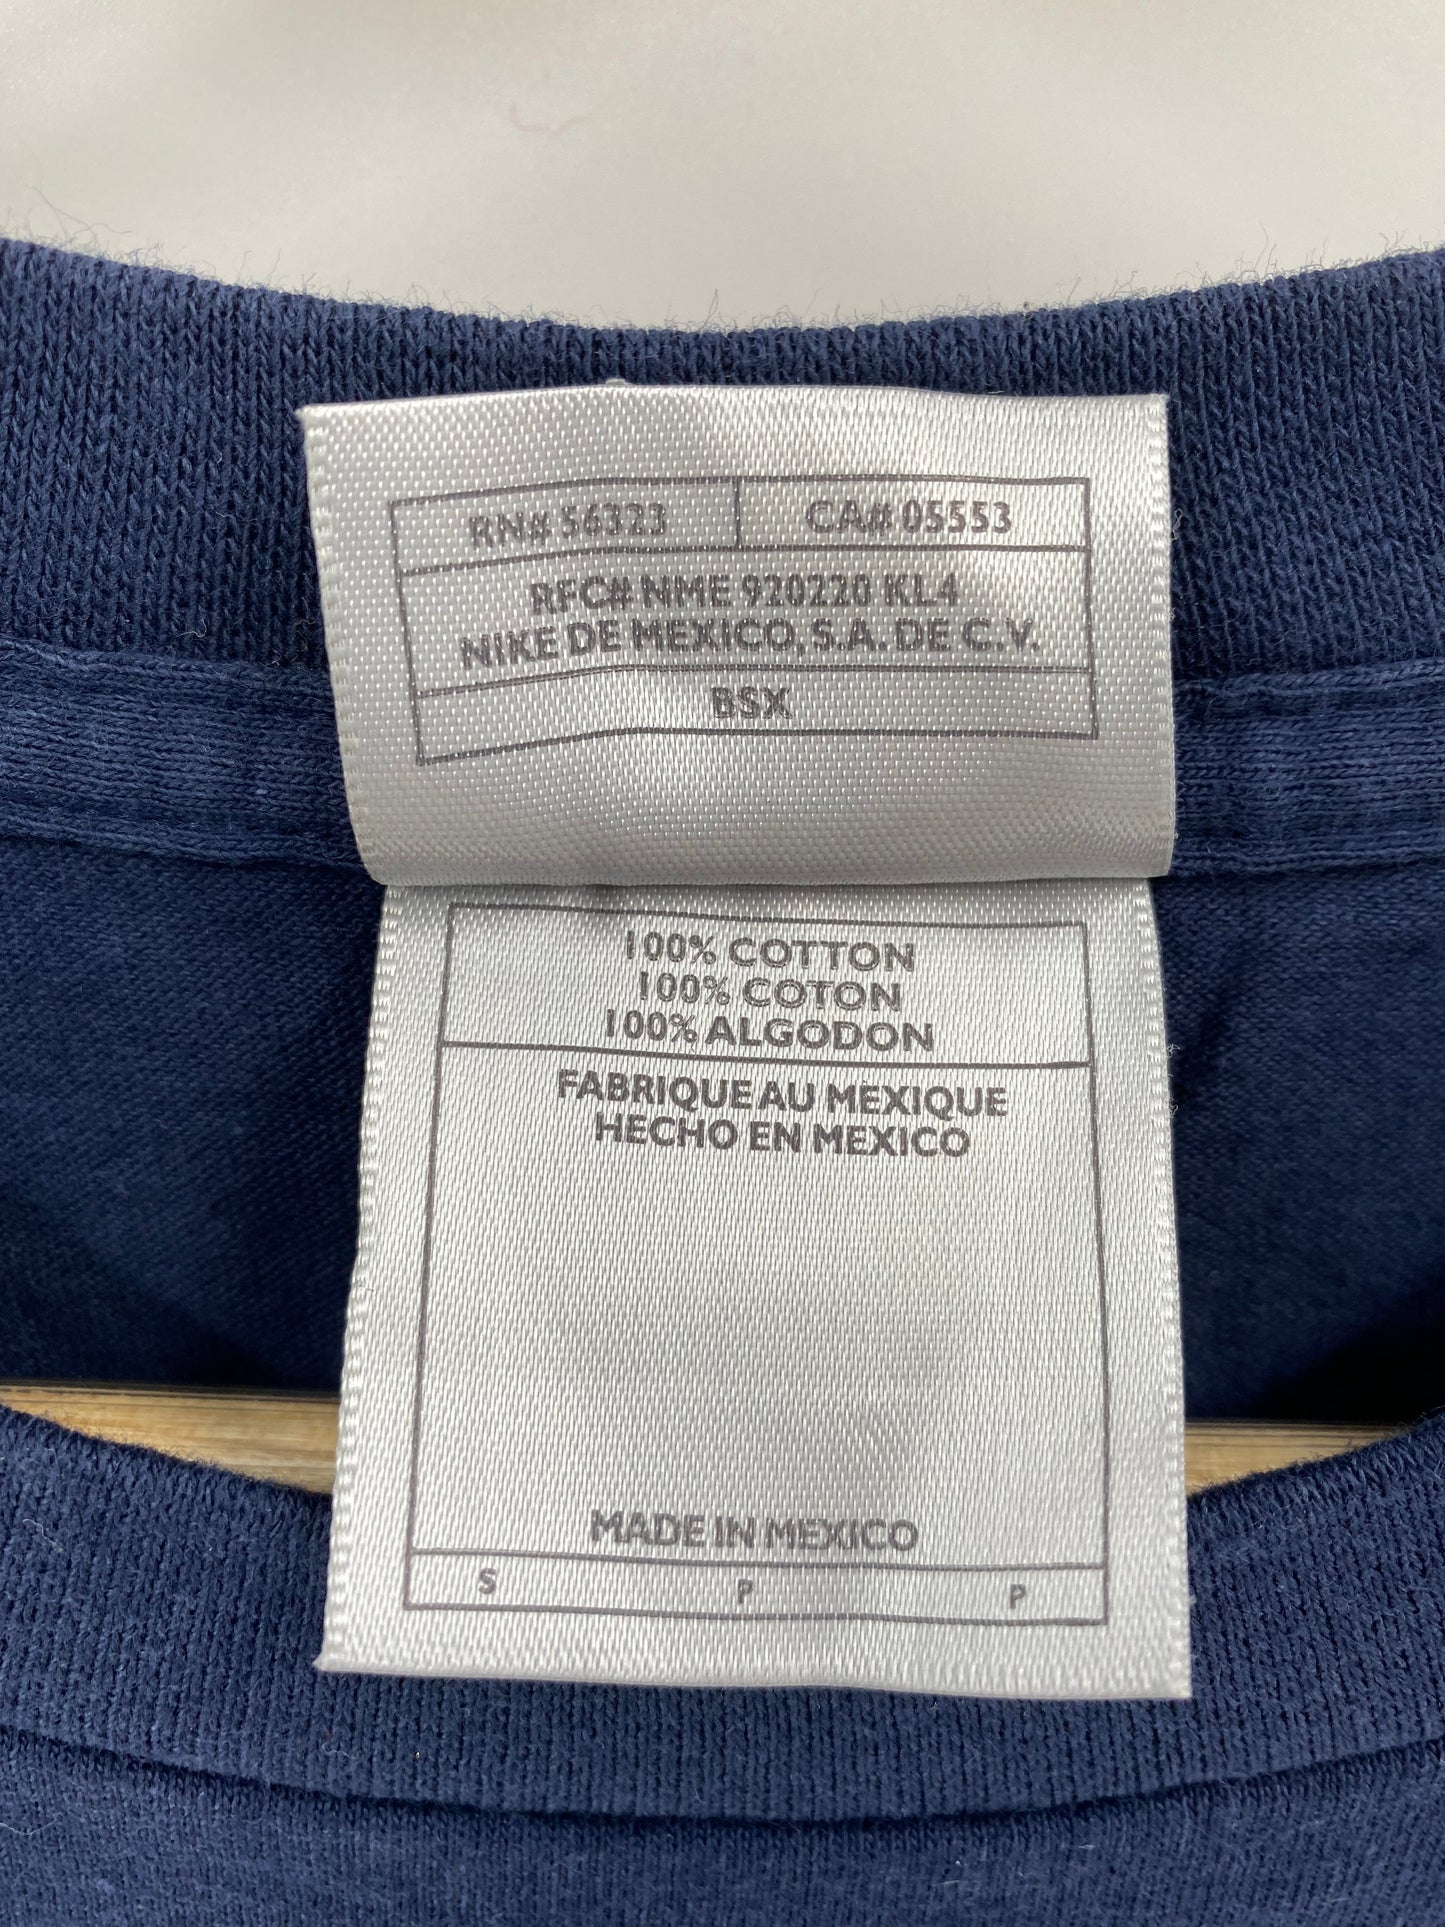 RN# 56323 CA# 05553
RFC# NME 920220 KL4
NIKE DE MEXICO, S.A. DE C.V.
BSX
100% COTTON
100% COTON
100% ALGODON
FABRIQUE AU MEXIQUE
HECHO EN MEXICO
MADE IN MEXICO
S P P